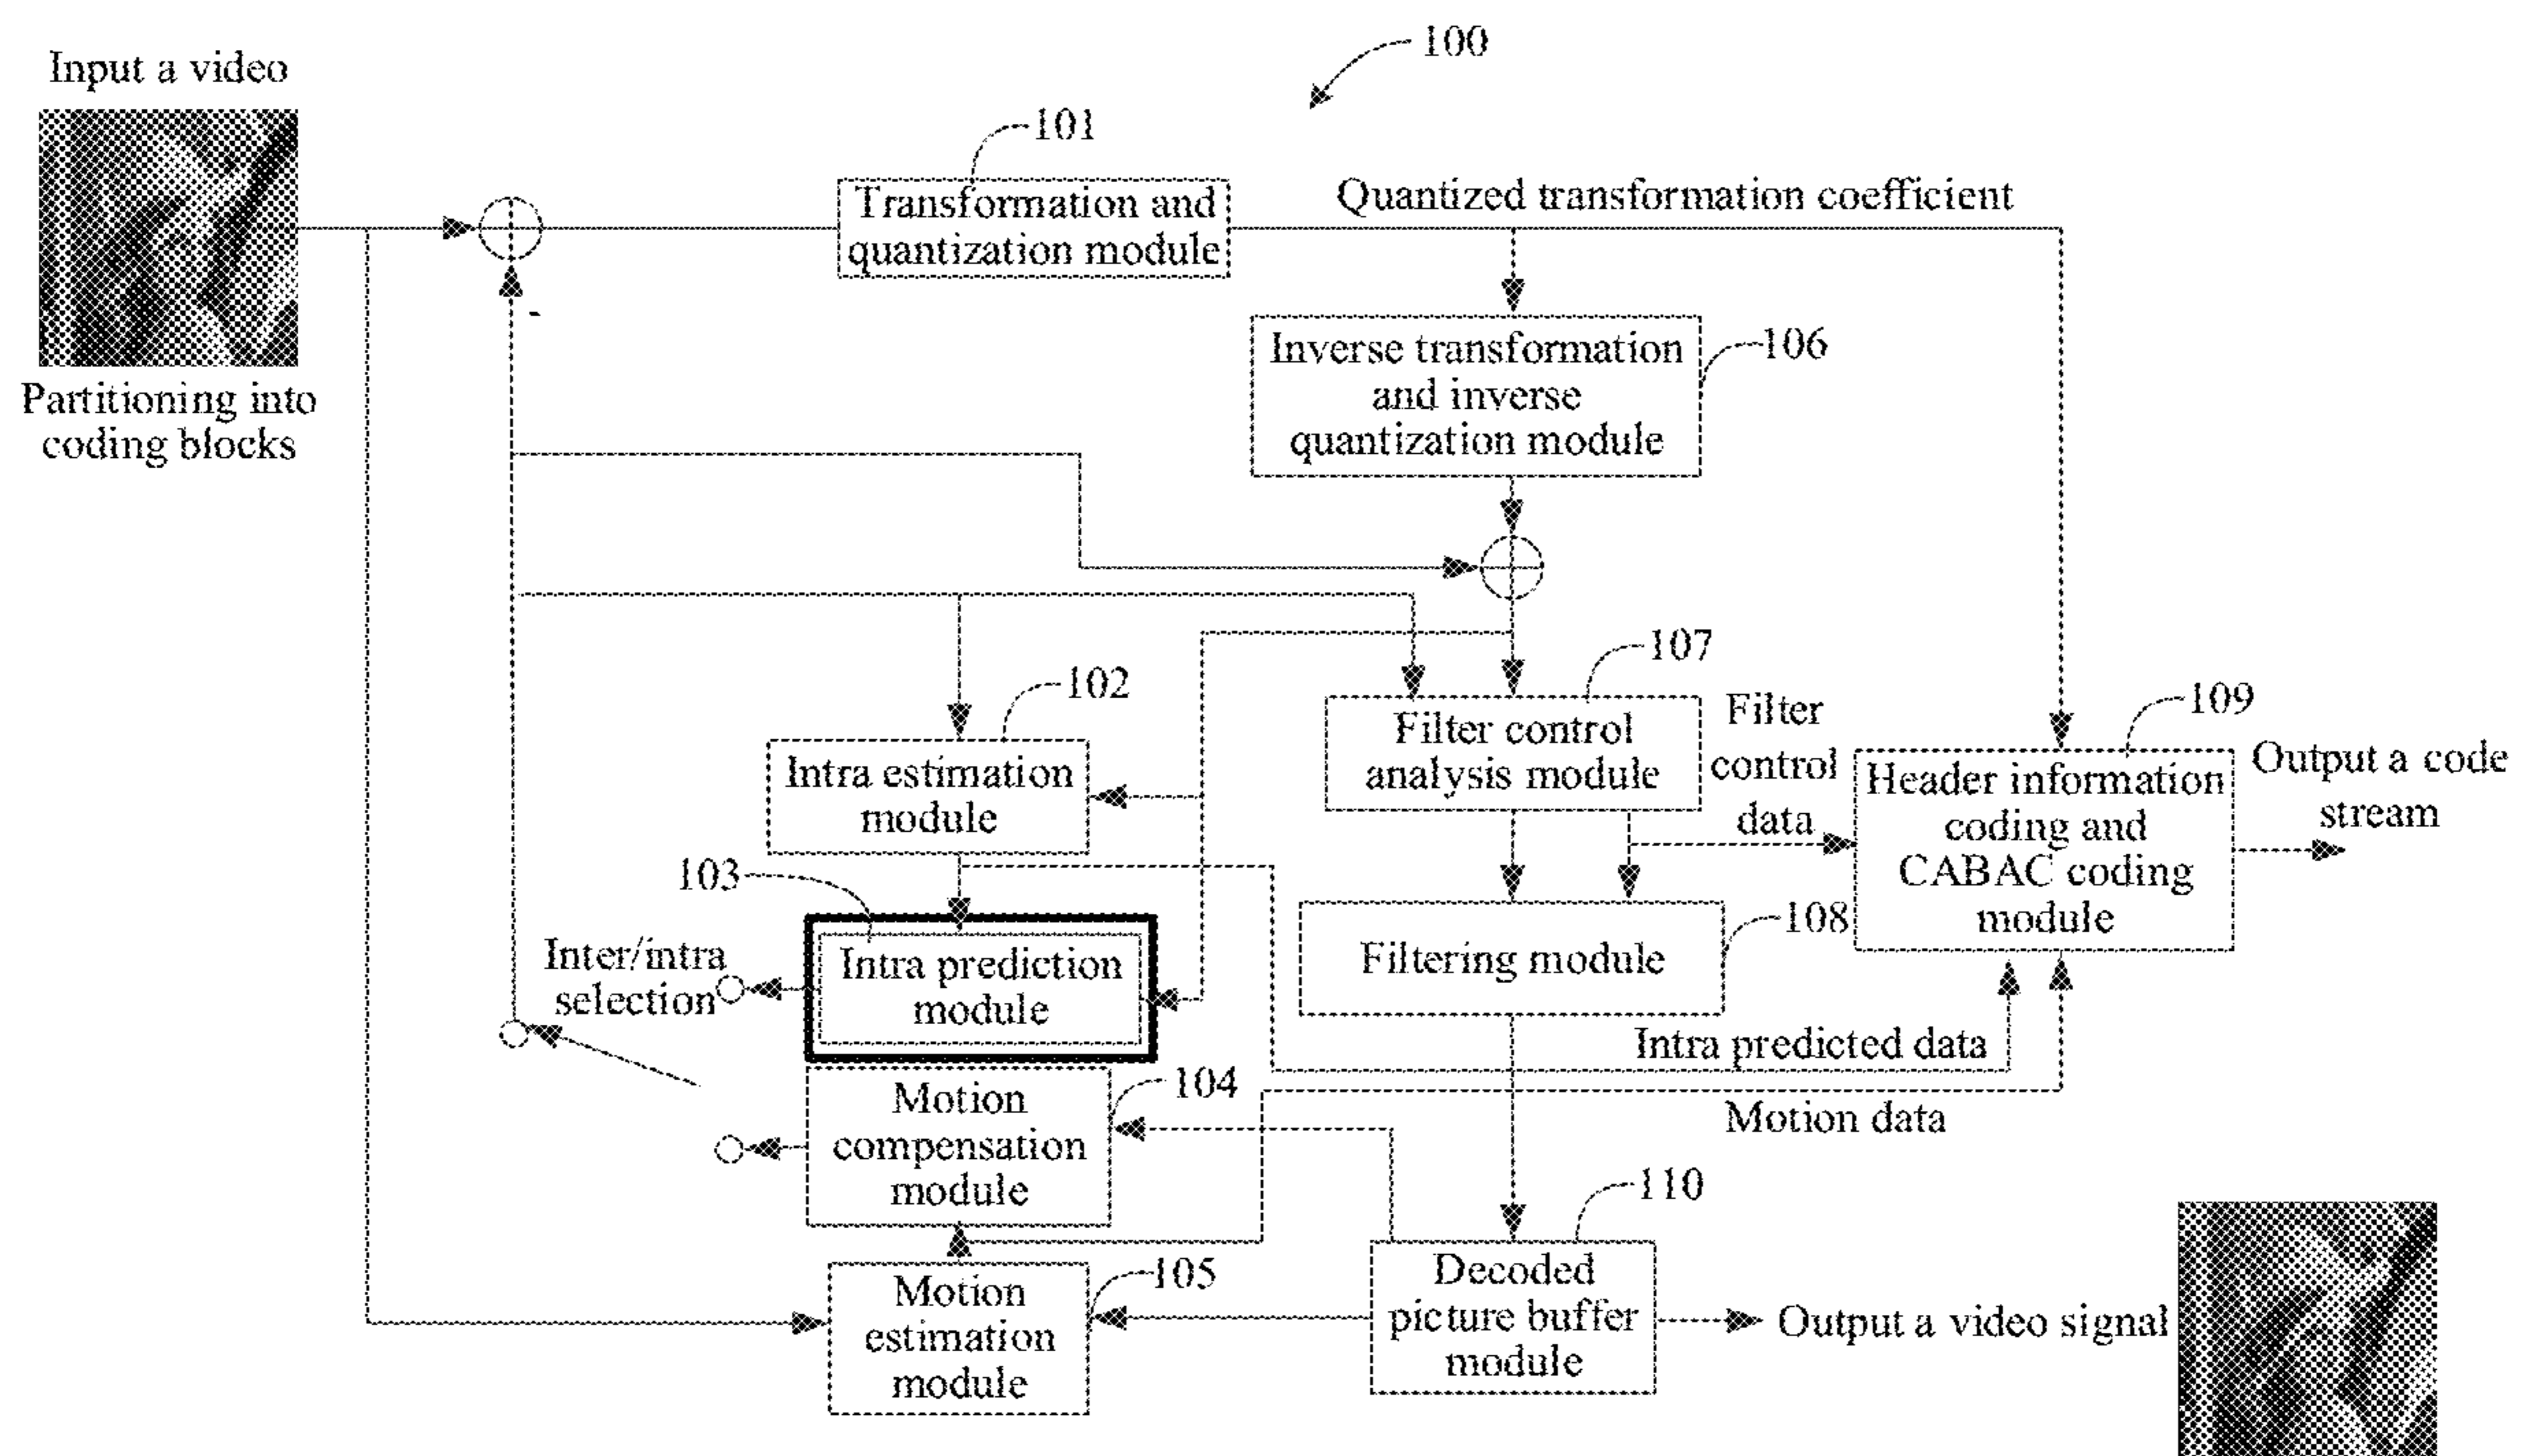 100
Input a video
101
Transformation and
quantization module
Quantized transformation coefficient
-
Inverse transformation
and inverse
quantization module
106
Partitioning into
coding blocks
107
102
109
Filter control
analysis module
Filter
control
data
Intra estimation
module
Header information
coding and
CABAC coding
module
Output a code
stream
103
108
Inter/intra
selection
Intra prediction
module
Filtering module
Intra predicted data
104
Motion
compensation
module
Motion data
110
105
Motion
estimation
module
Decoded
picture buffer
module
Output a video signal